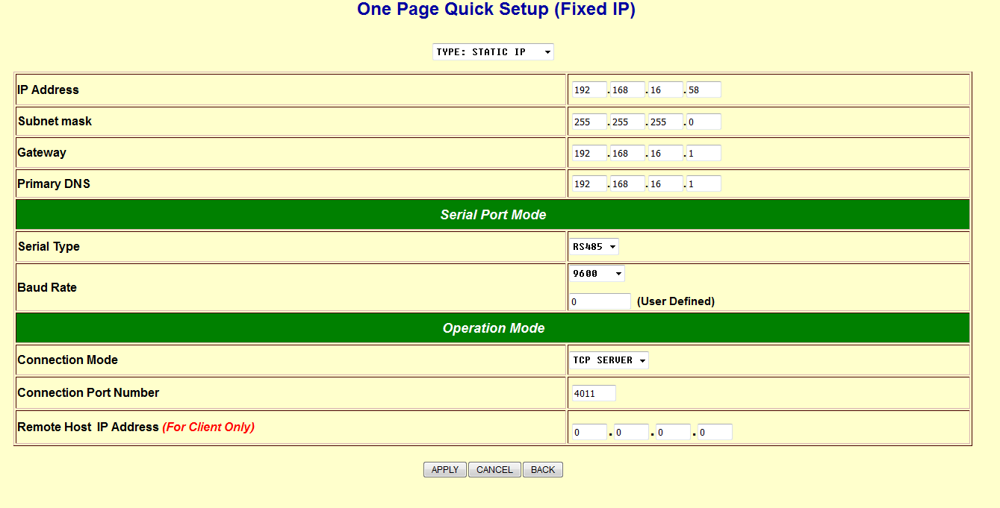 One Page Quick Setup (Fixed IP)
TYPE: STATIC IP
IP Address 192 . 168 . 16 . 58
Subnet mask 255 . 255 . 255 . 0
Gateway 192 . 168 . 16 . 1
Primary DNS 192 . 168 . 16 . 1
Serial Port Mode
Serial Type RS485
Baud Rate 9600
0 (User Defined)
Operation Mode
Connection Mode TCP SERVER
Connection Port Number 4011
Remote Host IP Address (For Client Only) 0 . 0 . 0 . 0
APPLY CANCEL BACK